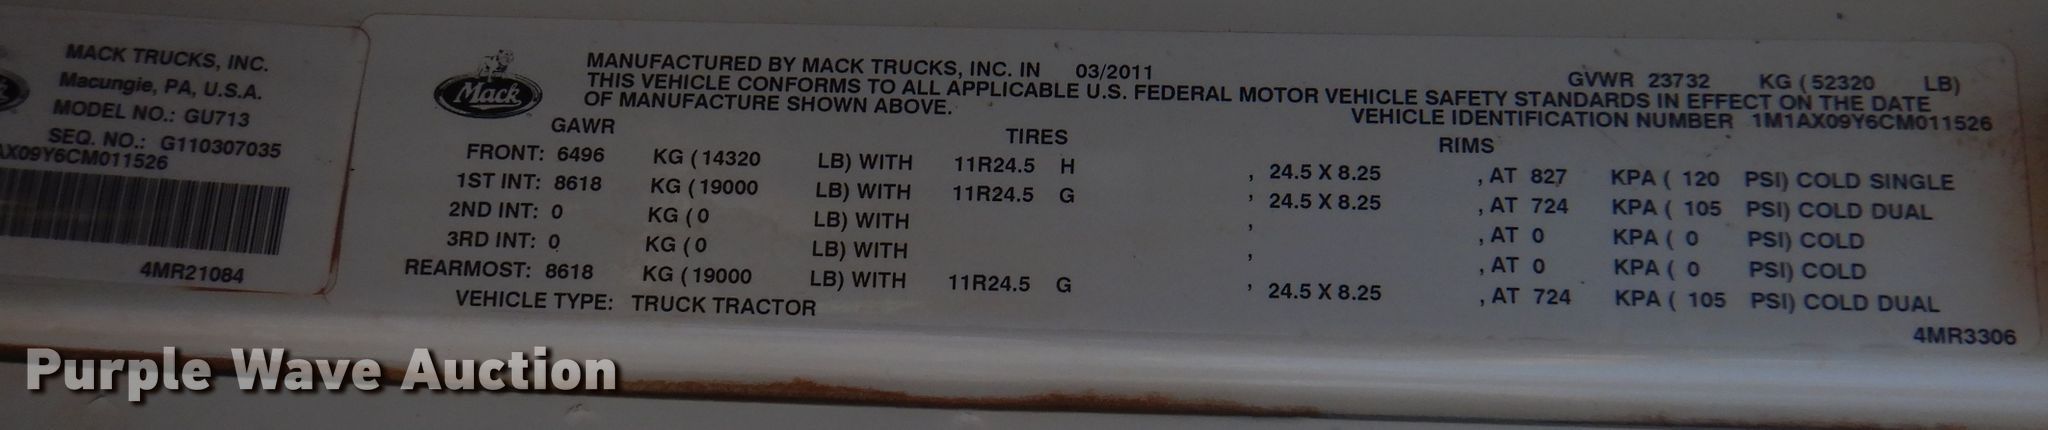 MACK TRUCKS, INC.
Macungie, PA, U.S.A.
MODEL NO.: GU713
SEQ. NO.: G110307035
AX09Y6CM011526
4MR21084
Mack
MANUFACTURED BY MACK TRUCKS, INC. IN 03/2011 GVWR 23732 KG (52320 LB)
THIS VEHICLE CONFORMS TO ALL APPLICABLE U.S. FEDERAL MOTOR VEHICLE SAFETY STANDARDS IN EFFECT ON THE DATE
OF MANUFACTURE SHOWN ABOVE. VEHICLE IDENTIFICATION NUMBER 1M1AX09Y6CM011526
GAWR TIRES RIMS
FRONT: 6496 KG (14320 LB) WITH 11R24.5 H , 24.5 X 8.25 , AT 827 KPA ( 120 PSI) COLD SINGLE
1ST INT: 8618 KG (19000 LB) WITH 11R24.5 G , 24.5 X 8.25 , AT 724 KPA ( 105 PSI) COLD DUAL
2ND INT: 0 KG (0 LB) WITH , , AT 0 KPA ( 0 PSI) COLD
3RD INT: 0 KG (0 LB) WITH , , AT 0 KPA ( 0 PSI) COLD
REARMOST: 8618 KG (19000 LB) WITH 11R24.5 G , 24.5 X 8.25 , AT 724 KPA ( 105 PSI) COLD DUAL
VEHICLE TYPE: TRUCK TRACTOR
4MR3306
Purple Wave Auction